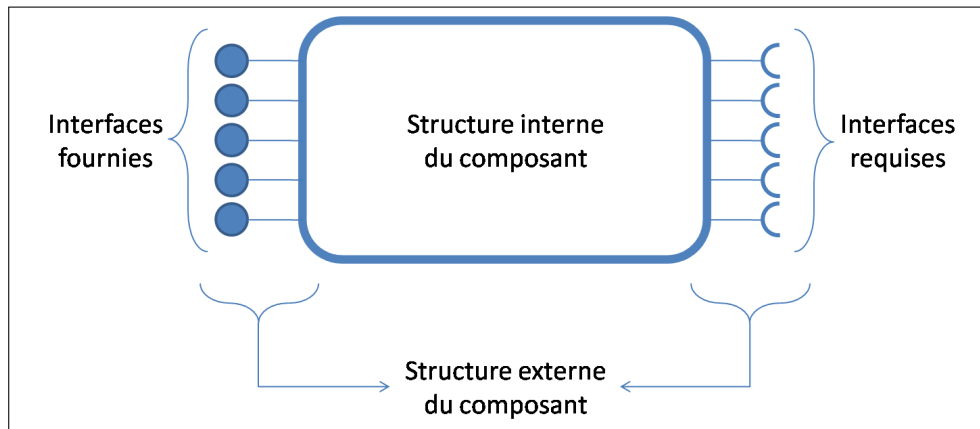 Interfaces
fournies
Structure interne
du composant
Interfaces
requises
Structure externe
du composant